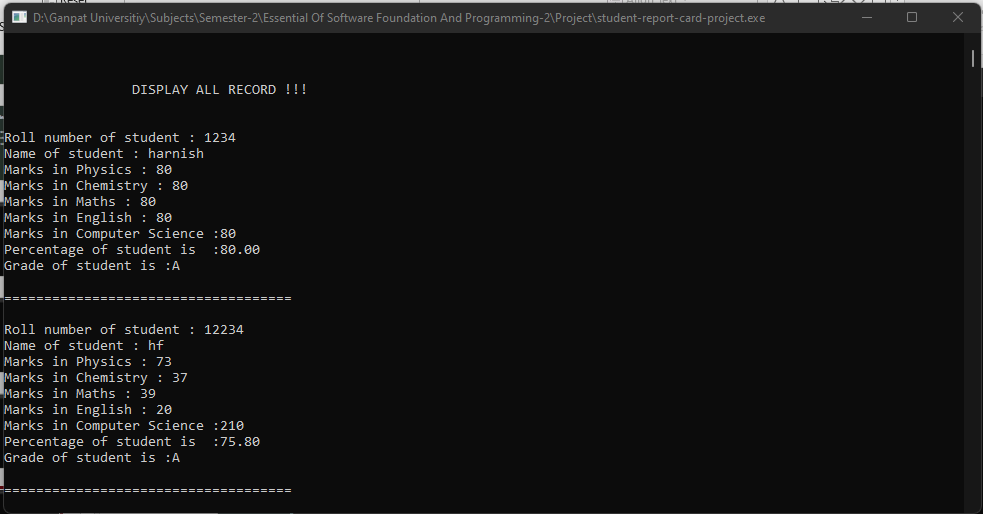 D:\Ganpat Universitiy\Subjects\Semester-2\Essential Of Software Foundation And Programming-2\Project\student-report-card-project.exe
DISPLAY ALL RECORD !!!
Roll number of student : 1234
Name of student : harnish
Marks in Physics : 80
Marks in Chemistry : 80
Marks in Maths : 80
Marks in English : 80
Marks in Computer Science :80
Percentage of student is  :80.00
Grade of student is :A
====================================
Roll number of student : 12234
Name of student : hf
Marks in Physics : 73
Marks in Chemistry : 37
Marks in Maths : 39
Marks in English : 20
Marks in Computer Science :210
Percentage of student is  :75.80
Grade of student is :A
====================================